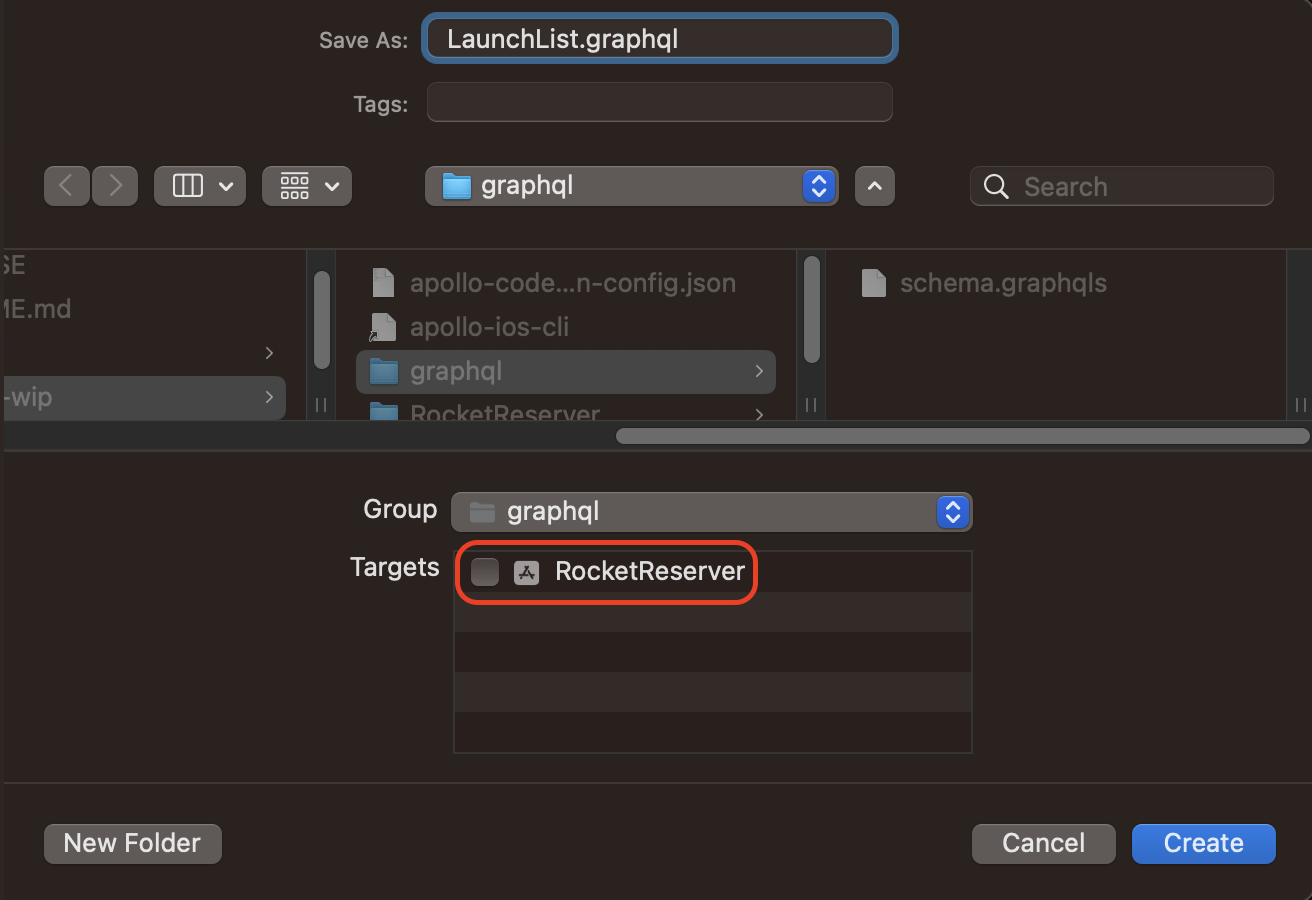 Save As: LaunchList.graphql
Tags:
graphql
Search
SE
ME.md
-wip
apollo-code...n-config.json
apollo-ios-cli
graphql
RocketReserver
schema.graphqls
Group graphql
Targets RocketReserver
New Folder Cancel Create